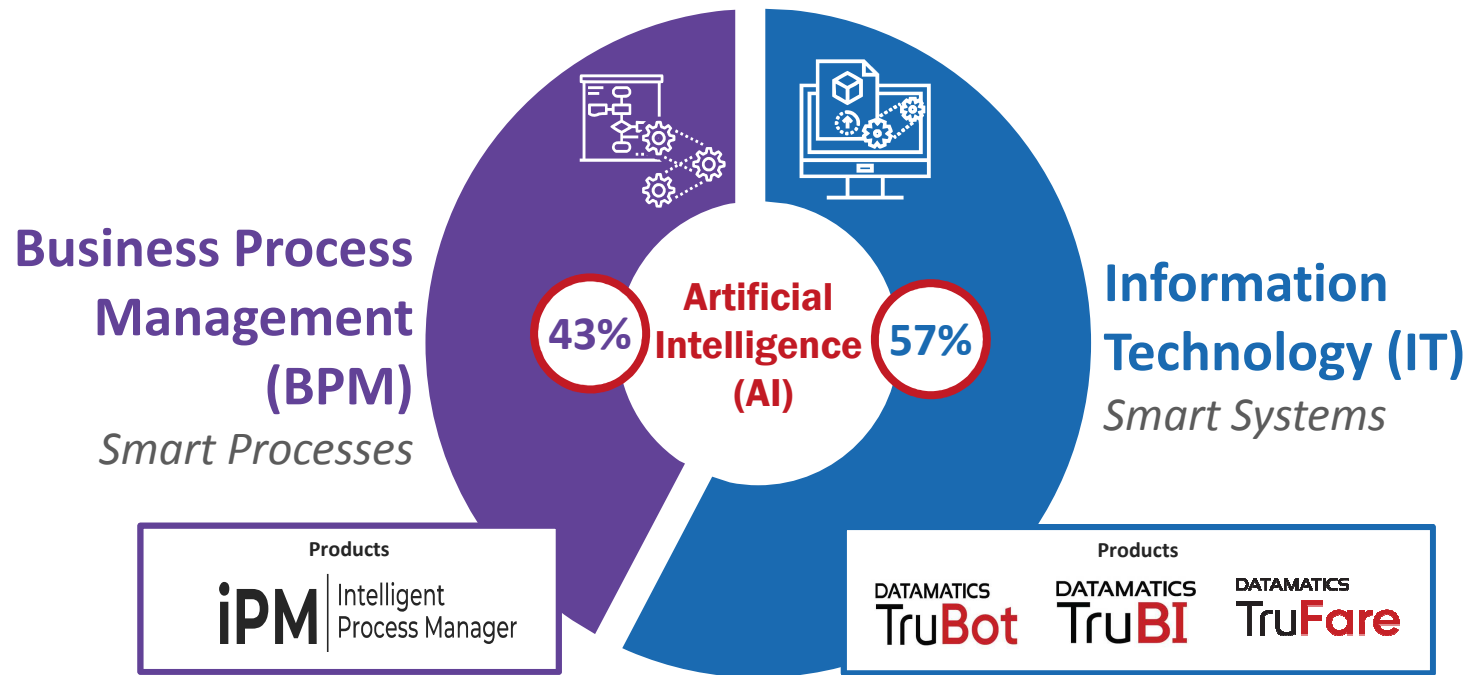 Business Process
Management
(BPM)
Smart Processes
43%
Artificial
Intelligence
(AI)
57%
Information
Technology (IT)
Smart Systems
Products
iPM Intelligent
Process Manager
Products
DATAMATICS
TruBot
DATAMATICS
TruBI
DATAMATICS
TruFare